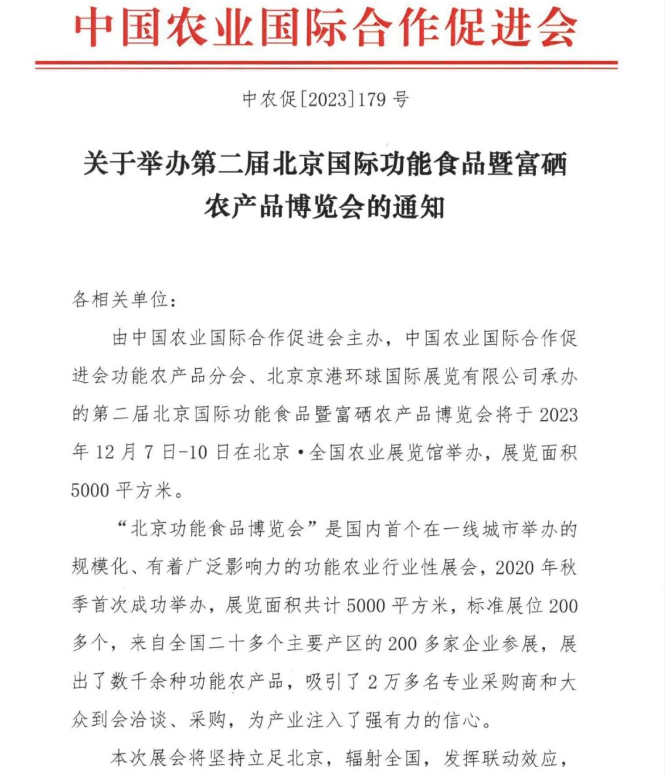 中国农业国际合作促进会
中农促[2023]179 号
关于举办第二届北京国际功能食品暨富硒
农产品博览会的通知
各相关单位：
由中国农业国际合作促进会主办，中国农业国际合作促
进会功能农产品分会、北京京港环球国际展览有限公司承办
的第二届北京国际功能食品暨富硒农产品博览会将于 2023
年 12 月 7 日-10 日在北京·全国农业展览馆举办，展览面积
5000 平方米。
“北京功能食品博览会”是国内首个在一线城市举办的
规模化、有着广泛影响力的功能农业行业性展会，2020 年秋
季首次成功举办，展览面积共计 5000 平方米，标准展位 200
多个，来自全国二十多个主要产区的 200 多家企业参展，展
出了数千余种功能农产品，吸引了 2 万多名专业采购商和大
众到会洽谈、采购，为产业注入了强有力的信心。
本次展会将坚持立足北京，辐射全国，发挥联动效应，